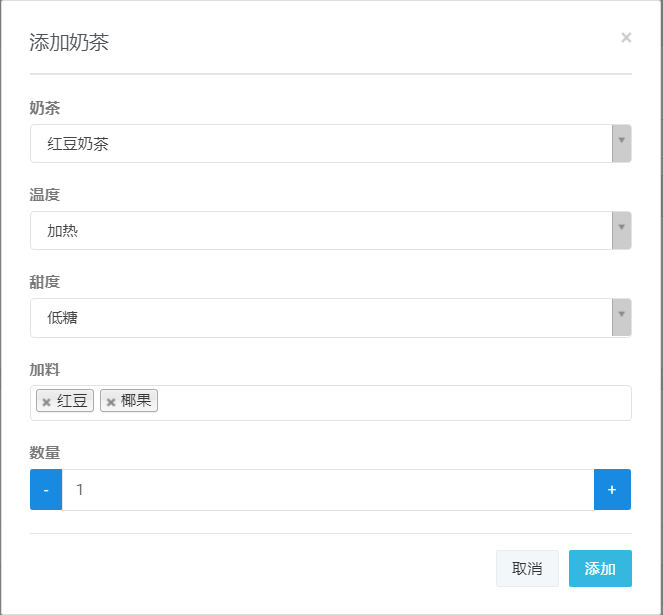 添加奶茶 ×
奶茶
红豆奶茶
温度
加热
甜度
低糖
加料
× 红豆 × 椰果
数量
- 1 +
取消 添加